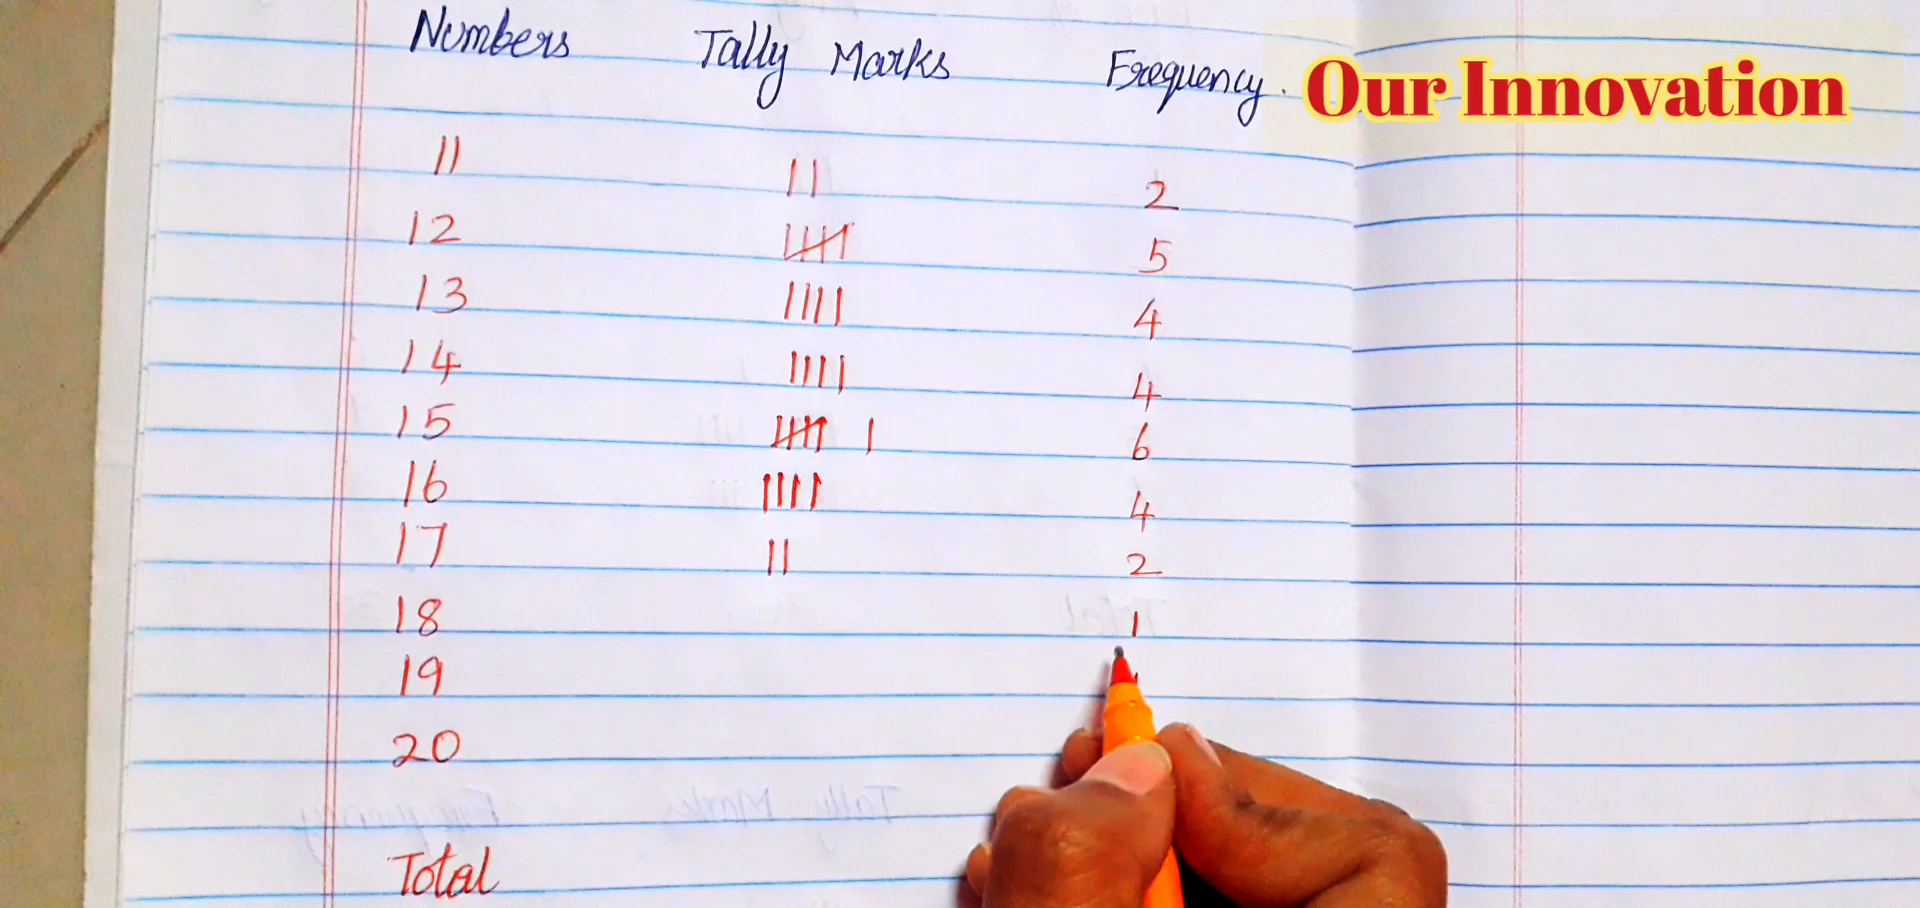 Numbers Tally Marks Frequency.
Our Innovation
11 || 2
12  𝍸 5
13 |||| 4
14 |||| 4
15 𝍸 | 6
16 |||| 4
17 || 2
18 1
19
20
Total